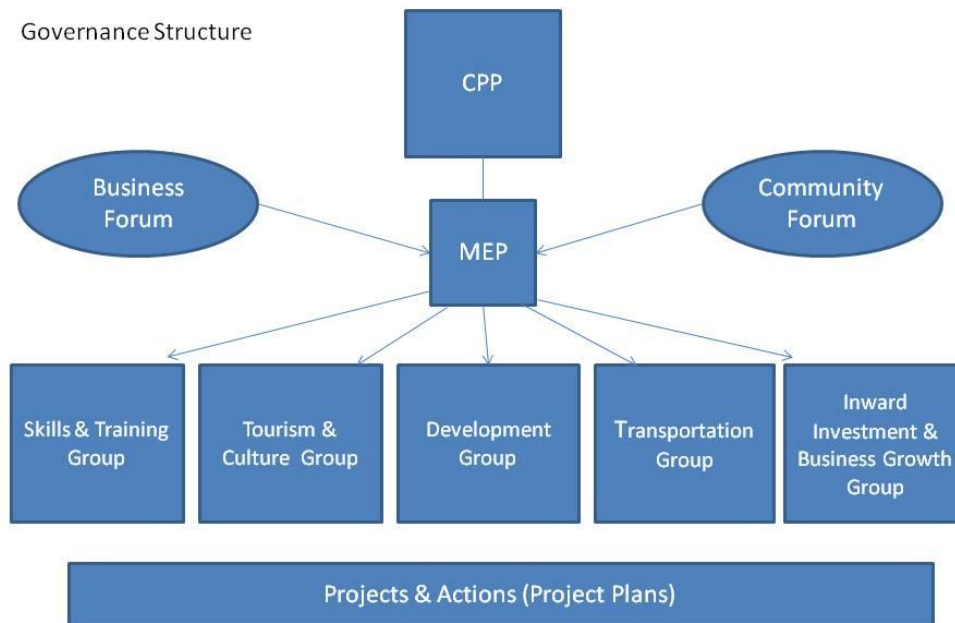 Governance Structure
CPP
Business
Forum
Community
Forum
MEP
Skills & Training
Group
Tourism &
Culture Group
Development
Group
Transportation
Group
Inward
Investment &
Business Growth
Group
Projects & Actions (Project Plans)